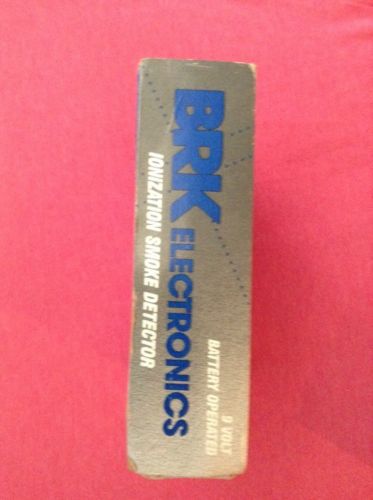 BRK ELECTRONICS
IONIZATION SMOKE DETECTOR
9 VOLT
BATTERY OPERATED